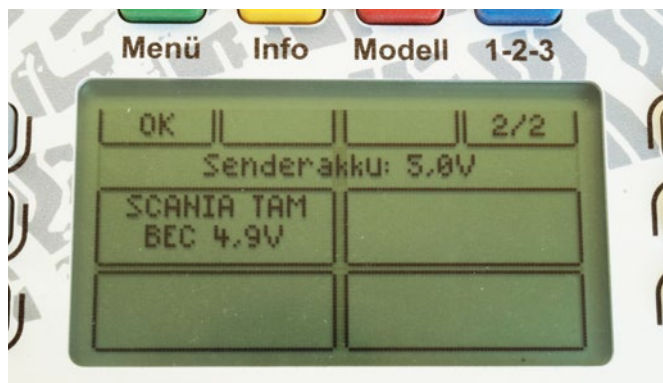 Menü Info Modell 1-2-3
OK 2/2
Senderakku: 5,0V
SCANIA TAM
BEC 4,9V